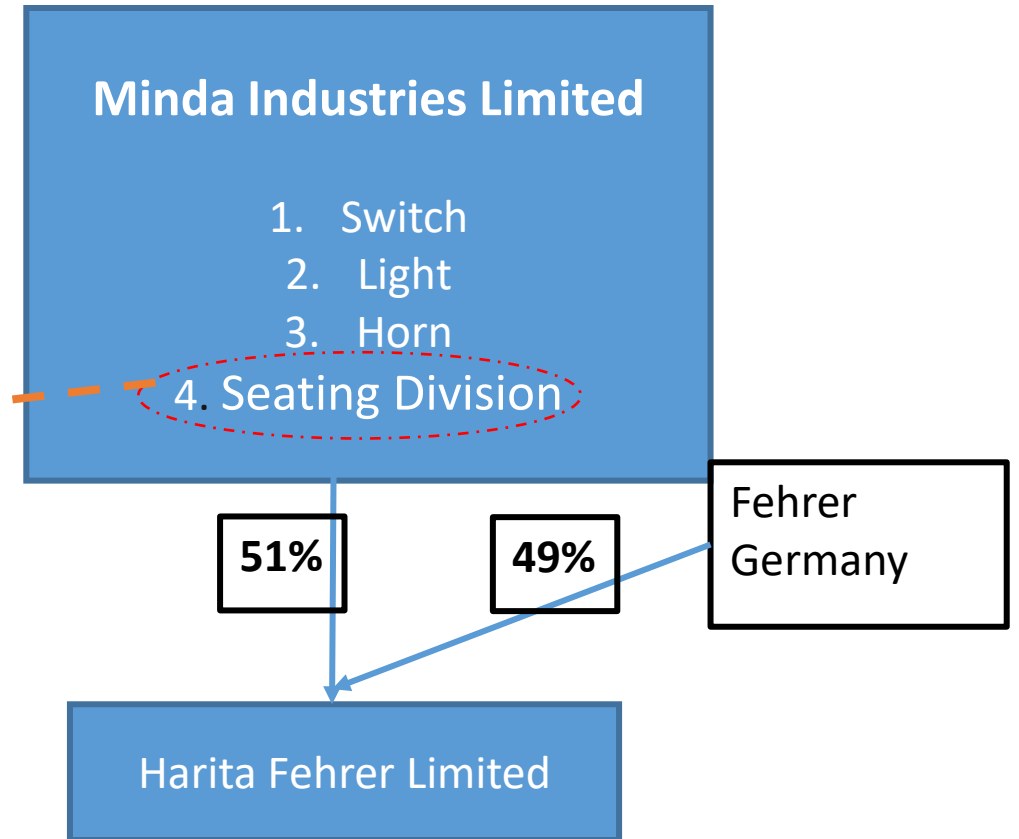 Minda Industries Limited
1. Switch
2. Light
3. Horn
4. Seating Division
51%
49%
Fehrer
Germany
Harita Fehrer Limited